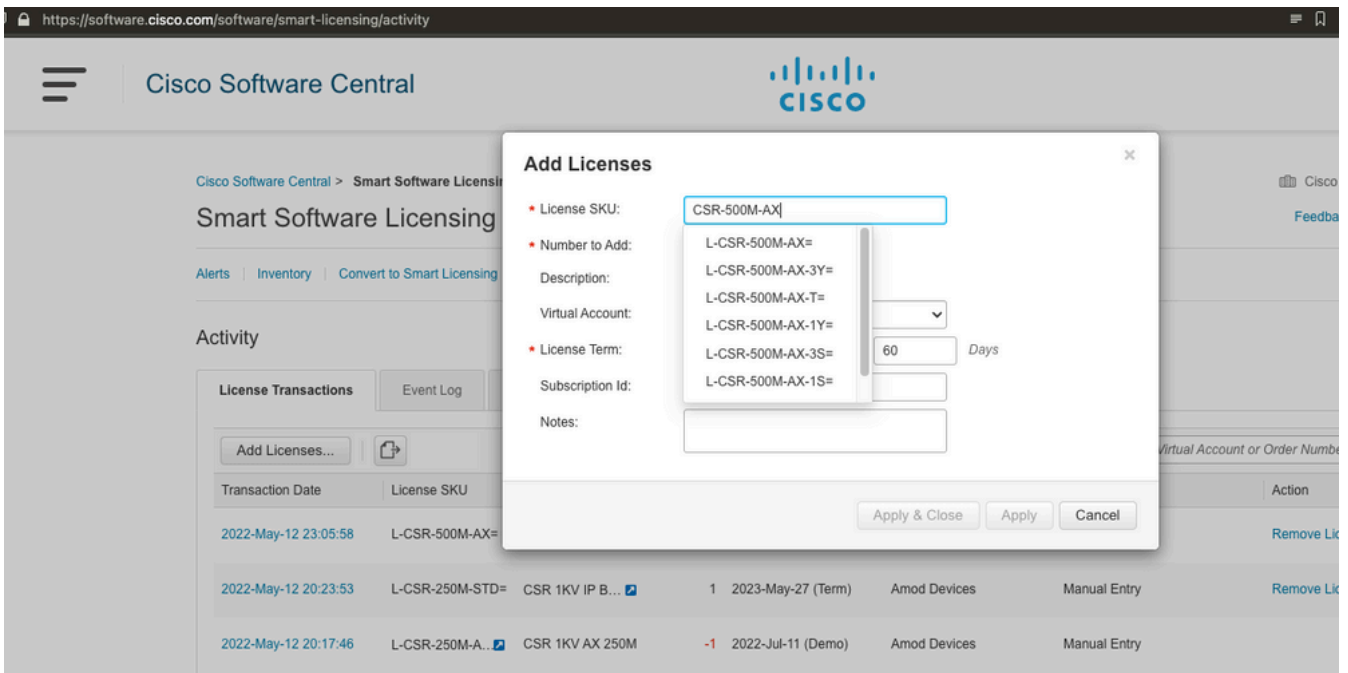 https://software.cisco.com/software/smart-licensing/activity
Cisco Software Central
CISCO
Cisco Software Central > Smart Software Licensi
Cisco
Smart Software Licensing
Feedba
Alerts | Inventory | Convert to Smart Licensing
Activity
License Transactions
Event Log
Add Licenses...
Virtual Account or Order Numbe
Transaction Date
License SKU
Action
2022-May-12 23:05:58
L-CSR-500M-AX=
Remove Lic
2022-May-12 20:23:53
L-CSR-250M-STD=
CSR 1KV IP B...
1
2023-May-27 (Term)
Amod Devices
Manual Entry
Remove Lic
2022-May-12 20:17:46
L-CSR-250M-A...
CSR 1KV AX 250M
-1
2022-Jul-11 (Demo)
Amod Devices
Manual Entry
Add Licenses
×
* License SKU:
CSR-500M-AX
* Number to Add:
Description:
Virtual Account:
* License Term:
60
Days
Subscription Id:
Notes:
L-CSR-500M-AX=
L-CSR-500M-AX-3Y=
L-CSR-500M-AX-T=
L-CSR-500M-AX-1Y=
L-CSR-500M-AX-3S=
L-CSR-500M-AX-1S=
Apply & Close
Apply
Cancel